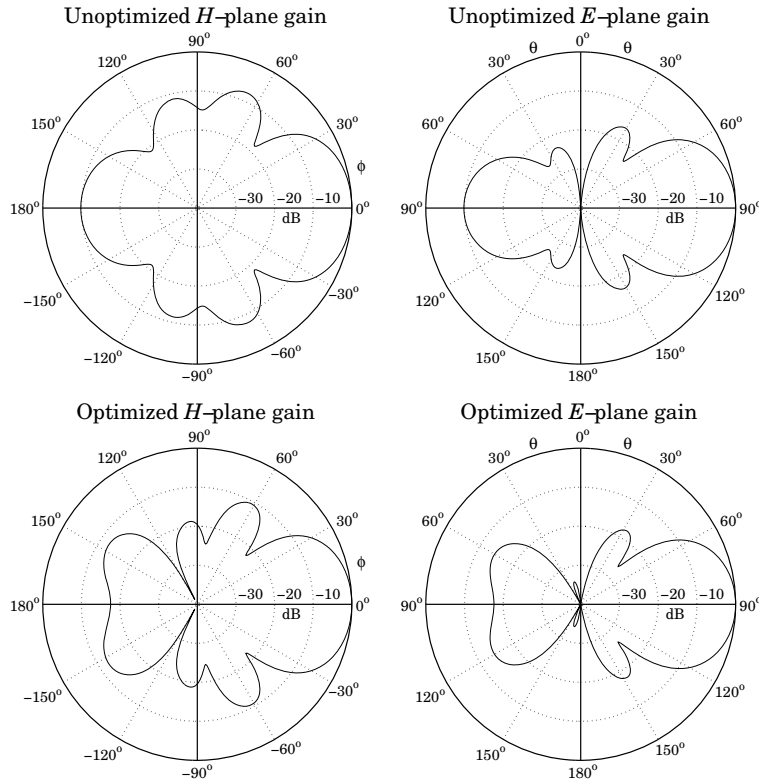 Unoptimized H–plane gain
90°
120° 60°
150° 30°
ϕ
180° −30 −20 −10 0°
dB
−150° −30°
−120° −60°
−90°
Unoptimized E–plane gain
θ 0° θ
30° 30°
60° 60°
90° −30 −20 −10 90°
dB
120° 120°
150° 150°
180°
Optimized H–plane gain
90°
120° 60°
150° 30°
ϕ
180° −30 −20 −10 0°
dB
−150° −30°
−120° −60°
−90°
Optimized E–plane gain
θ 0° θ
30° 30°
60° 60°
90° −30 −20 −10 90°
dB
120° 120°
150° 150°
180°